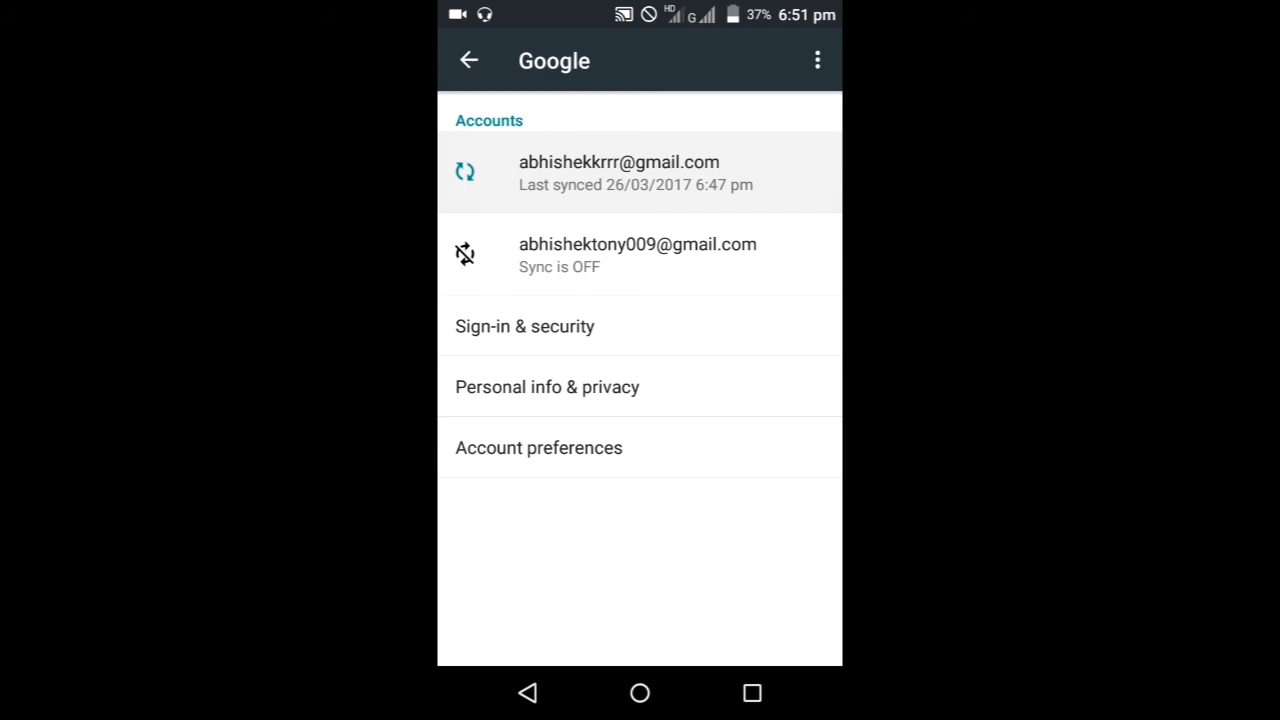 HD G 37% 6:51 pm
Google
Accounts
abhishekkrrr@gmail.com
Last synced 26/03/2017 6:47 pm
abhishektony009@gmail.com
Sync is OFF
Sign-in & security
Personal info & privacy
Account preferences